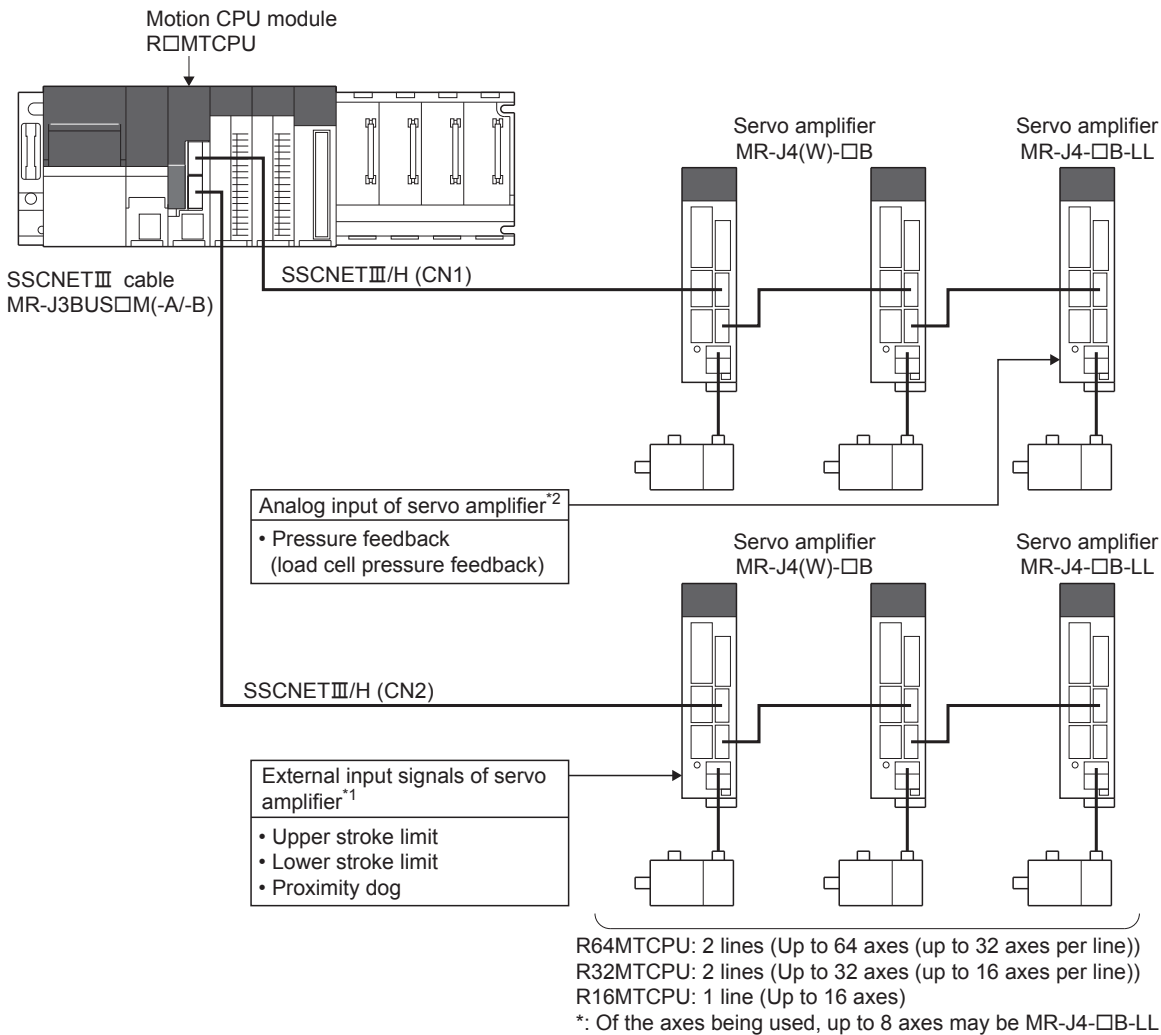 Motion CPU module
R□MTCPU
Servo amplifier
MR-J4(W)-□B
Servo amplifier
MR-J4-□B-LL
SSCNETⅢ cable
MR-J3BUS□M(-A/-B)
SSCNETⅢ/H (CN1)
Analog input of servo amplifier*2
• Pressure feedback
(load cell pressure feedback)
Servo amplifier
MR-J4(W)-□B
Servo amplifier
MR-J4-□B-LL
SSCNETⅢ/H (CN2)
External input signals of servo
amplifier*1
• Upper stroke limit
• Lower stroke limit
• Proximity dog
R64MTCPU: 2 lines (Up to 64 axes (up to 32 axes per line))
R32MTCPU: 2 lines (Up to 32 axes (up to 16 axes per line))
R16MTCPU: 1 line (Up to 16 axes)
*: Of the axes being used, up to 8 axes may be MR-J4-□B-LL